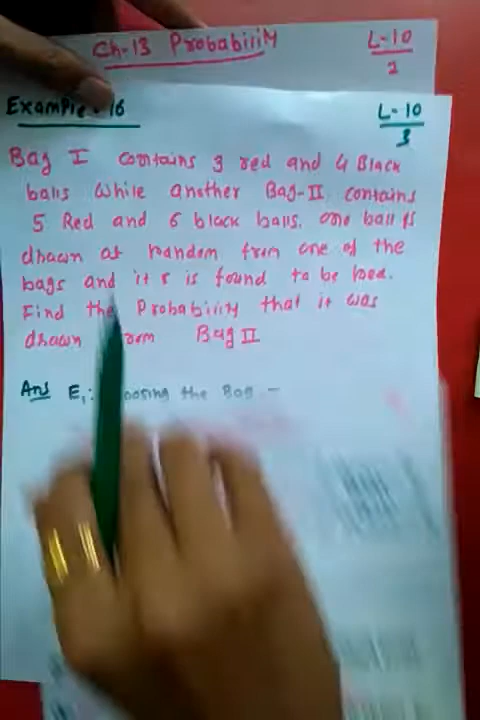 Ch-13 Probability
L-10
2
Example-16
L-10
3
Bag I contains 3 red and 4 Black
balls while another Bag-II contains
5 Red and 6 black balls. one ball is
drawn at random from one of the
bags and it s is found to be red.
Find the Probability that it was
drawn Bag II
Ans E1: the Bag -